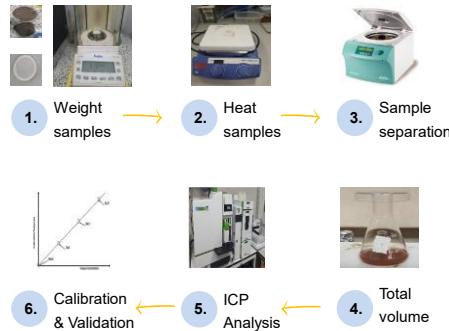 1. Weight
samples
2. Heat
samples
3. Sample
separation
6. Calibration
& Validation
5. ICP
Analysis
4. Total
volume